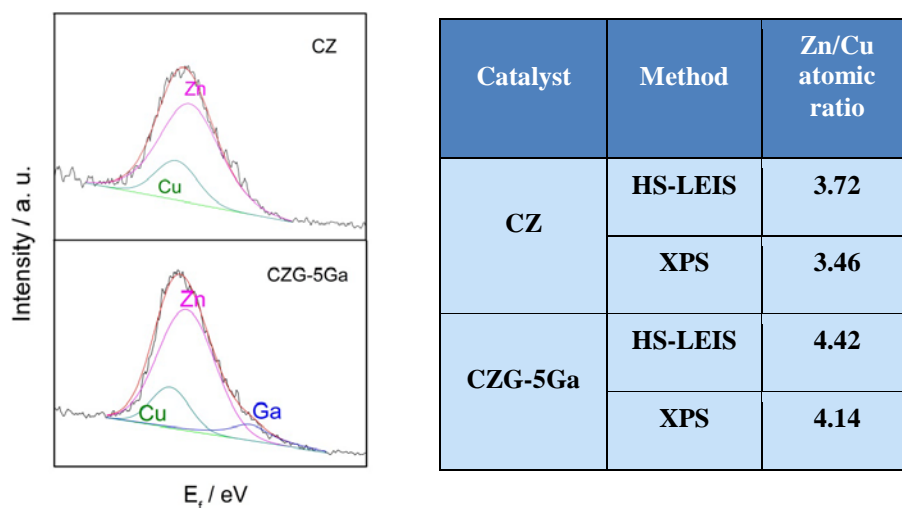 CZ
Zn
Cu
CZG-5Ga
Zn
Cu
Ga
Intensity / a. u.
E_f / eV
Catalyst Method Zn/Cu
atomic
ratio
CZ HS-LEIS 3.72
XPS 3.46
CZG-5Ga HS-LEIS 4.42
XPS 4.14